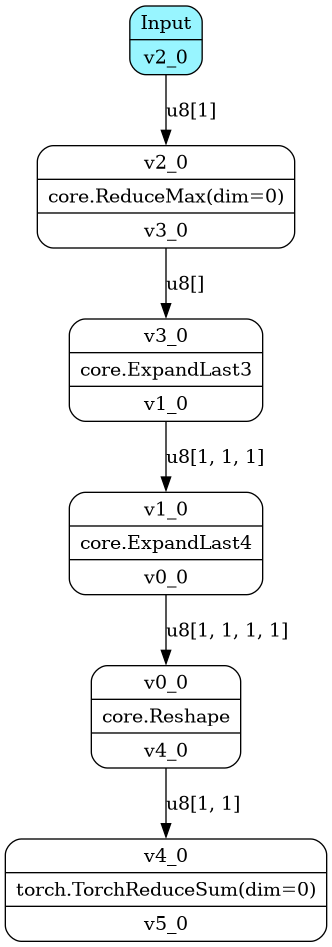 Input
v2_0
u8[1]
v2_0
core.ReduceMax(dim=0)
v3_0
u8[]
v3_0
core.ExpandLast3
v1_0
u8[1, 1, 1]
v1_0
core.ExpandLast4
v0_0
u8[1, 1, 1, 1]
v0_0
core.Reshape
v4_0
u8[1, 1]
v4_0
torch.TorchReduceSum(dim=0)
v5_0